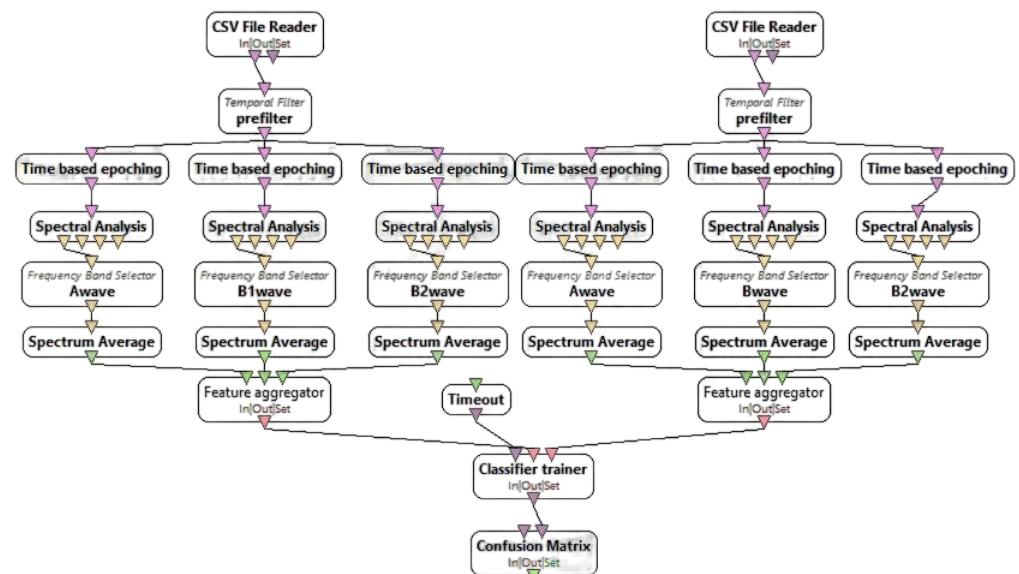 CSV File Reader
In|Out|Set
CSV File Reader
In|Out|Set
Temporal Filter
prefilter
Temporal Filter
prefilter
Time based epoching
Time based epoching
Time based epoching
Time based epoching
Time based epoching
Time based epoching
Spectral Analysis
Spectral Analysis
Spectral Analysis
Spectral Analysis
Spectral Analysis
Spectral Analysis
Frequency Band Selector
Awave
Frequency Band Selector
B1wave
Frequency Band Selector
B2wave
Frequency Band Selector
Awave
Frequency Band Selector
Bwave
Frequency Band Selector
B2wave
Spectrum Average
Spectrum Average
Spectrum Average
Spectrum Average
Spectrum Average
Spectrum Average
Feature aggregator
In|Out|Set
Timeout
Feature aggregator
In|Out|Set
Classifier trainer
In|Out|Set
Confusion Matrix
In|Out|Set